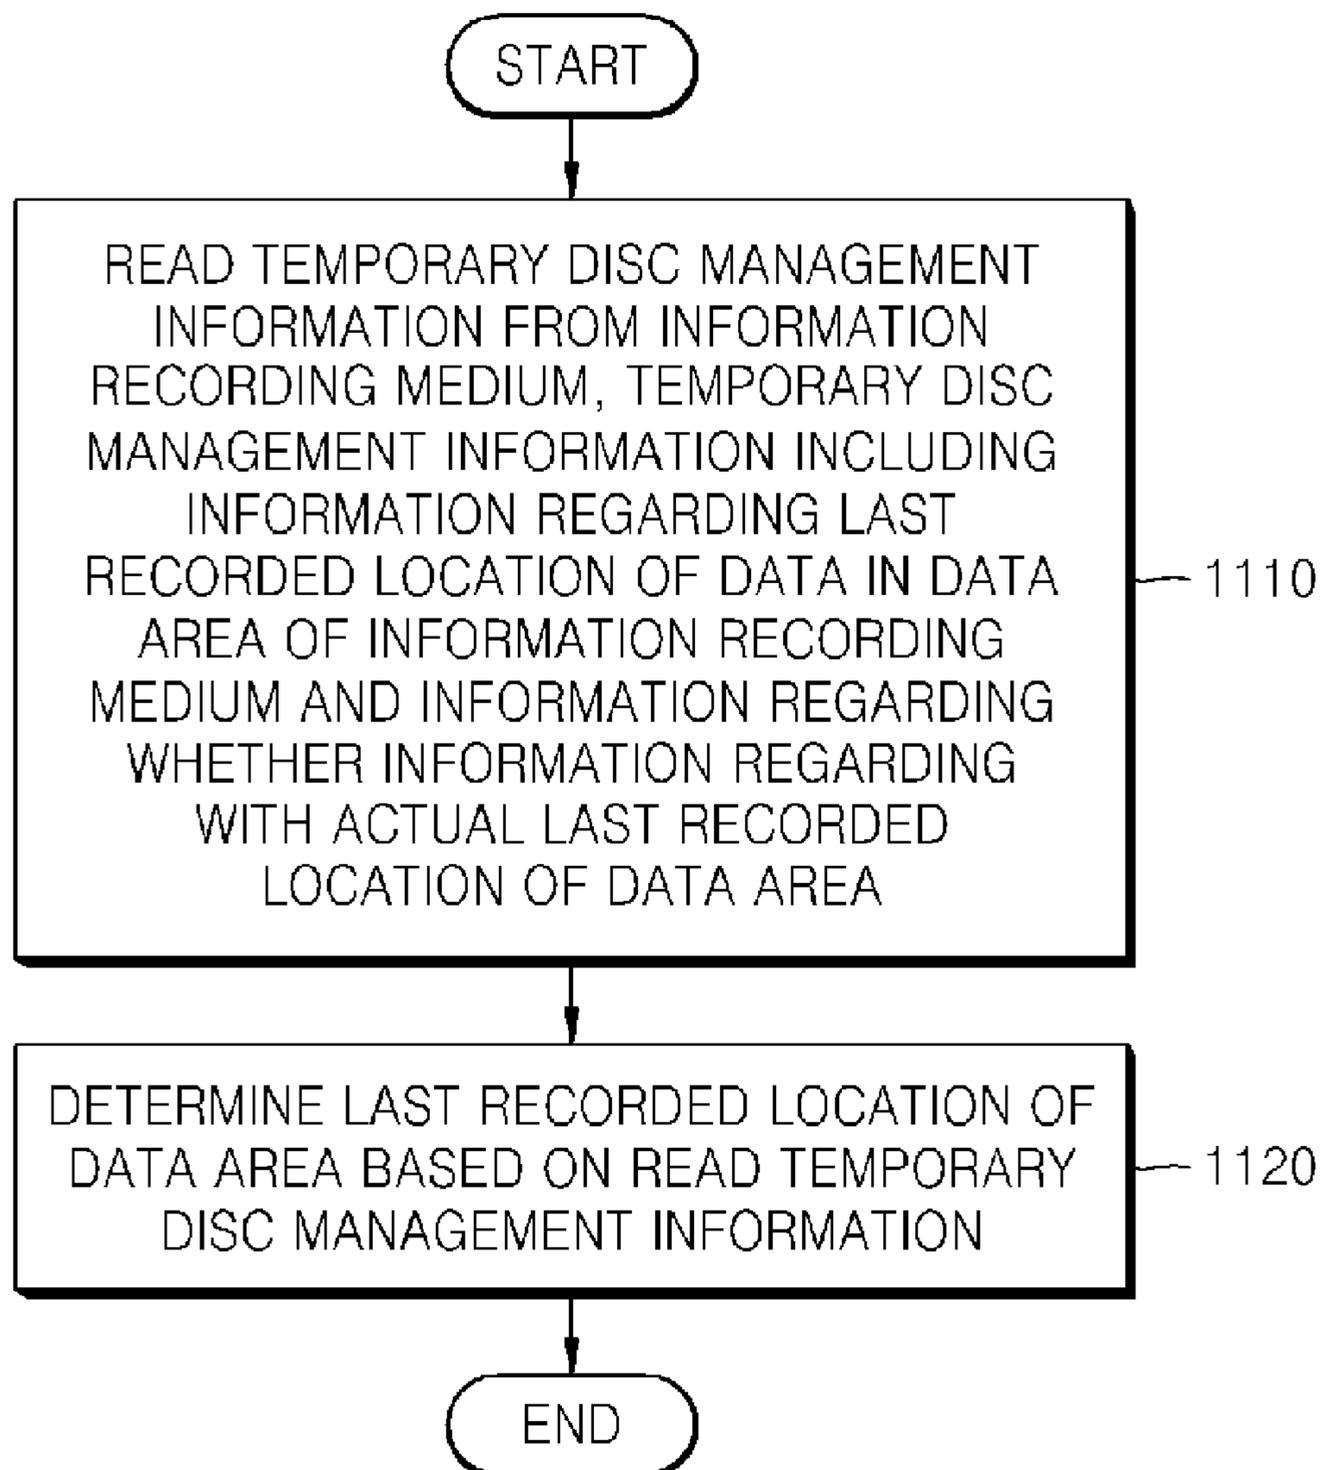 START
READ TEMPORARY DISC MANAGEMENT
INFORMATION FROM INFORMATION
RECORDING MEDIUM, TEMPORARY DISC
MANAGEMENT INFORMATION INCLUDING
INFORMATION REGARDING LAST
RECORDED LOCATION OF DATA IN DATA
AREA OF INFORMATION RECORDING
MEDIUM AND INFORMATION REGARDING
WHETHER INFORMATION REGARDING
WITH ACTUAL LAST RECORDED
LOCATION OF DATA AREA
1110
DETERMINE LAST RECORDED LOCATION OF
DATA AREA BASED ON READ TEMPORARY
DISC MANAGEMENT INFORMATION
1120
END